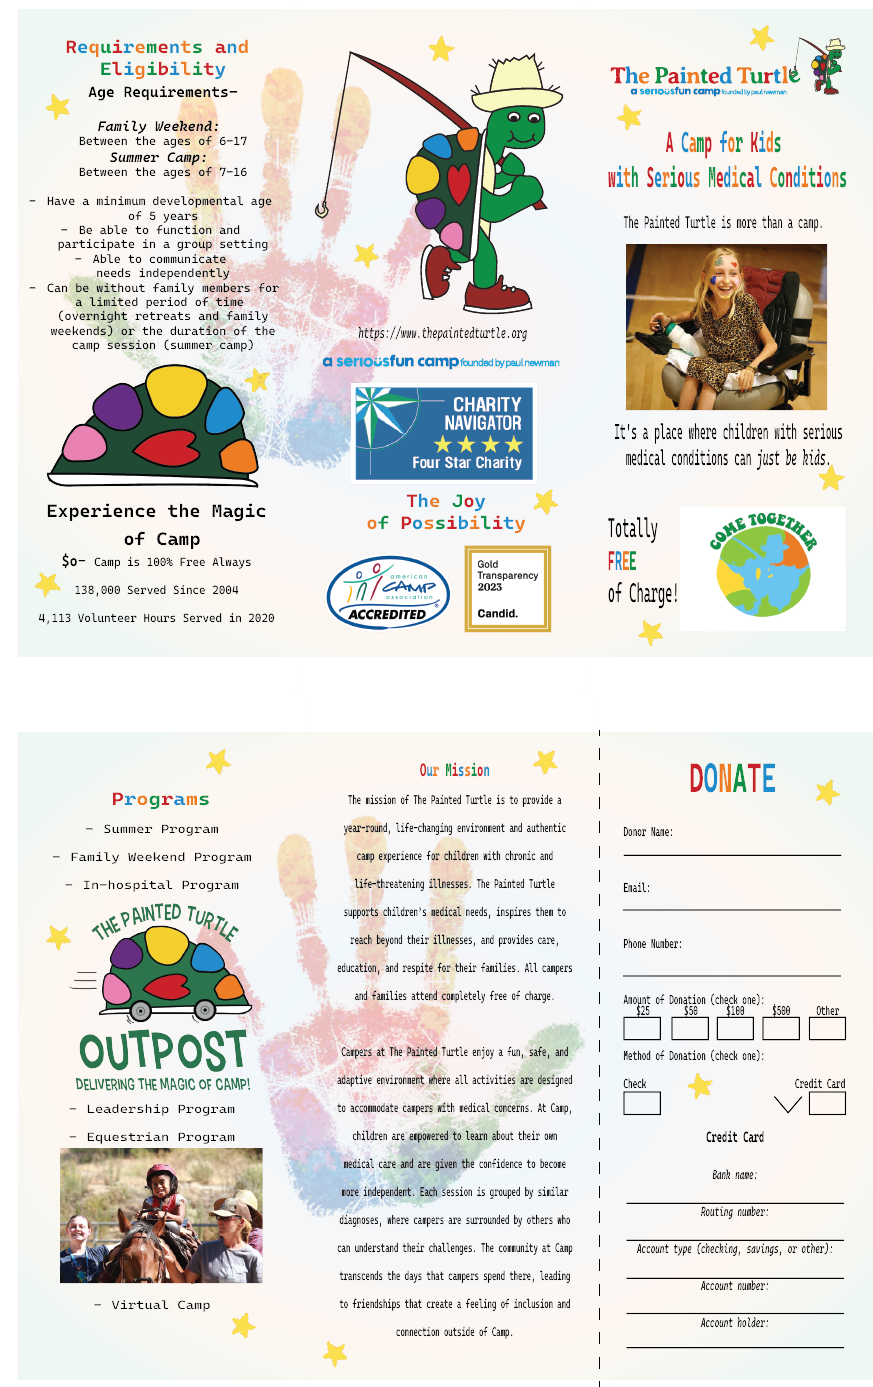 Requirements and
Eligibility
Age Requirements-
Family Weekend:
Between the ages of 6-17
Summer Camp:
Between the ages of 7-16
- Have a minimum developmental age
of 5 years
- Be able to function and
participate in a group setting
- Able to communicate
needs independently
- Can be without family members for
a limited period of time
(overnight retreats and family
weekends) or the duration of the
camp session (summer camp)
Experience the Magic
of Camp
$o- Camp is 100% Free Always
138,000 Served Since 2004
4,113 Volunteer Hours Served in 2020
https://www.thepaintedturtle.org
a seriousfun camp founded by paul newman
CHARITY
NAVIGATOR
Four Star Charity
The Joy
of Possibility
american
CAMP
association
ACCREDITED®
Gold
Transparency
2023
Candid.
The Painted Turtle
a seriousfun camp founded by paul newman
A Camp for Kids
with Serious Medical Conditions
The Painted Turtle is more than a camp.
It's a place where children with serious
medical conditions can just be kids.
Totally
FREE
of Charge!
COME TOGETHER
Programs
- Summer Program
- Family Weekend Program
- In-hospital Program
THE PAINTED TURTLE
OUTPOST
DELIVERING THE MAGIC OF CAMP!
- Leadership Program
- Equestrian Program
- Virtual Camp
Our Mission
The mission of The Painted Turtle is to provide a
year-round, life-changing environment and authentic
camp experience for children with chronic and
life-threatening illnesses. The Painted Turtle
supports children's medical needs, inspires them to
reach beyond their illnesses, and provides care,
education, and respite for their families. All campers
and families attend completely free of charge.
Campers at The Painted Turtle enjoy a fun, safe, and
adaptive environment where all activities are designed
to accommodate campers with medical concerns. At Camp,
children are empowered to learn about their own
medical care and are given the confidence to become
more independent. Each session is grouped by similar
diagnoses, where campers are surrounded by others who
can understand their challenges. The community at Camp
transcends the days that campers spend there, leading
to friendships that create a feeling of inclusion and
connection outside of Camp.
DONATE
Donor Name:
Email:
Phone Number:
Amount of Donation (check one):
$25 $50 $100 $500 Other
Method of Donation (check one):
Check Credit Card
Credit Card
Bank name:
Routing number:
Account type (checking, savings, or other):
Account number:
Account holder: